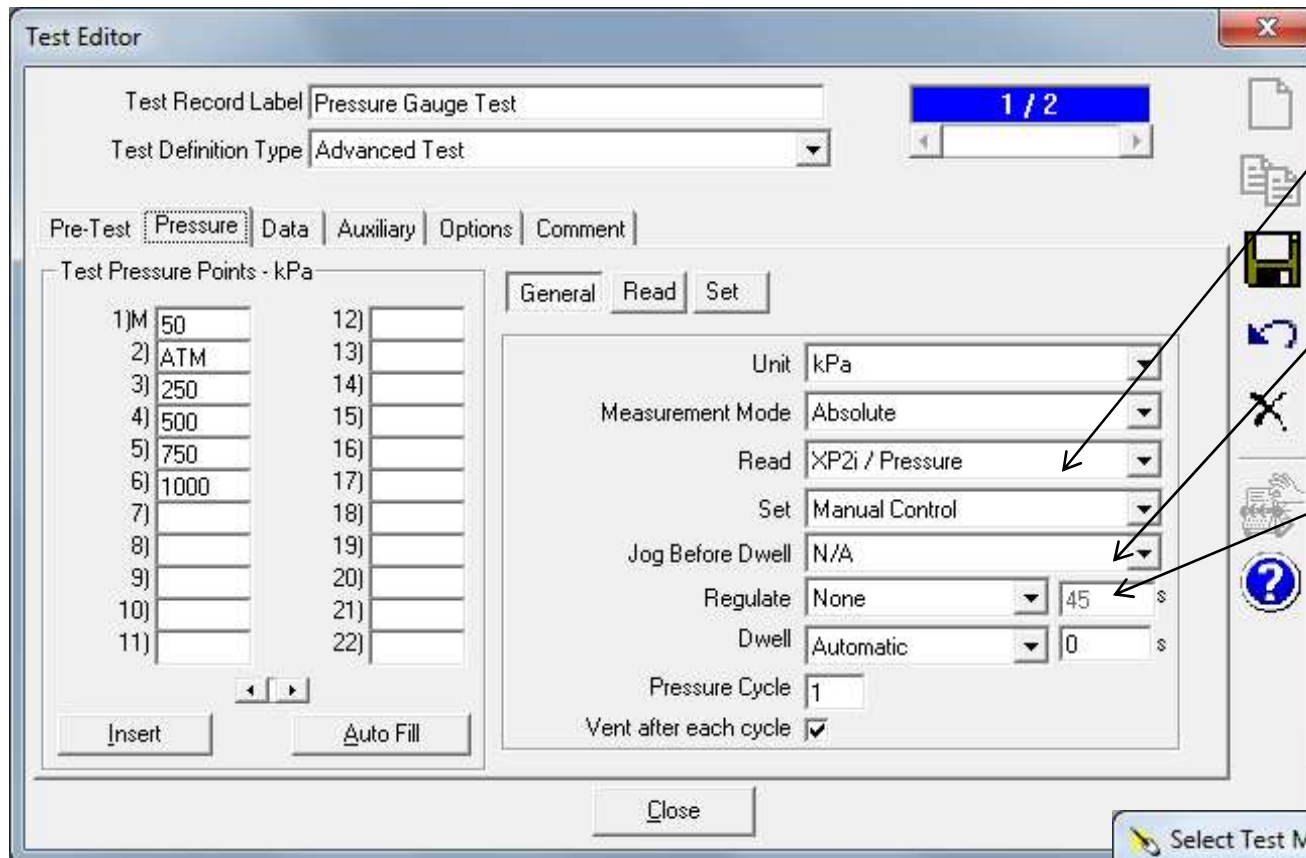 Test Editor
Test Record Label Pressure Gauge Test
1 / 2
Test Definition Type Advanced Test
Pre-Test Pressure Data Auxiliary Options Comment
Test Pressure Points - kPa
1)M 50
2) ATM
3) 250
4) 500
5) 750
6) 1000
7)
8)
9)
10)
11)
12)
13)
14)
15)
16)
17)
18)
19)
20)
21)
22)
Insert Auto Fill
General Read Set
Unit kPa
Measurement Mode Absolute
Read XP2i / Pressure
Set Manual Control
Jog Before Dwell N/A
Regulate None 45 s
Dwell Automatic 0 s
Pressure Cycle 1
Vent after each cycle
?
Close
Select Test M